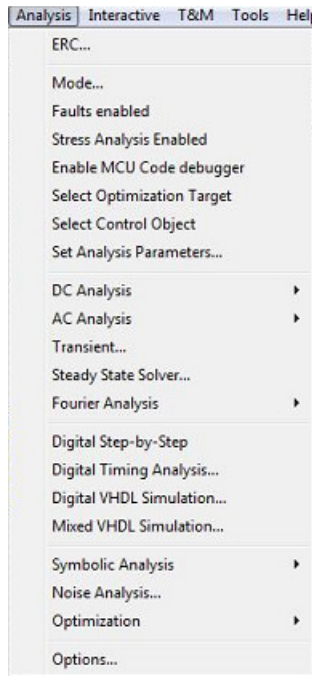 Analysis Interactive T&M Tools Help
ERC...
Mode...
Faults enabled
Stress Analysis Enabled
Enable MCU Code debugger
Select Optimization Target
Select Control Object
Set Analysis Parameters...
DC Analysis
AC Analysis
Transient...
Steady State Solver...
Fourier Analysis
Digital Step-by-Step
Digital Timing Analysis...
Digital VHDL Simulation...
Mixed VHDL Simulation...
Symbolic Analysis
Noise Analysis...
Optimization
Options...